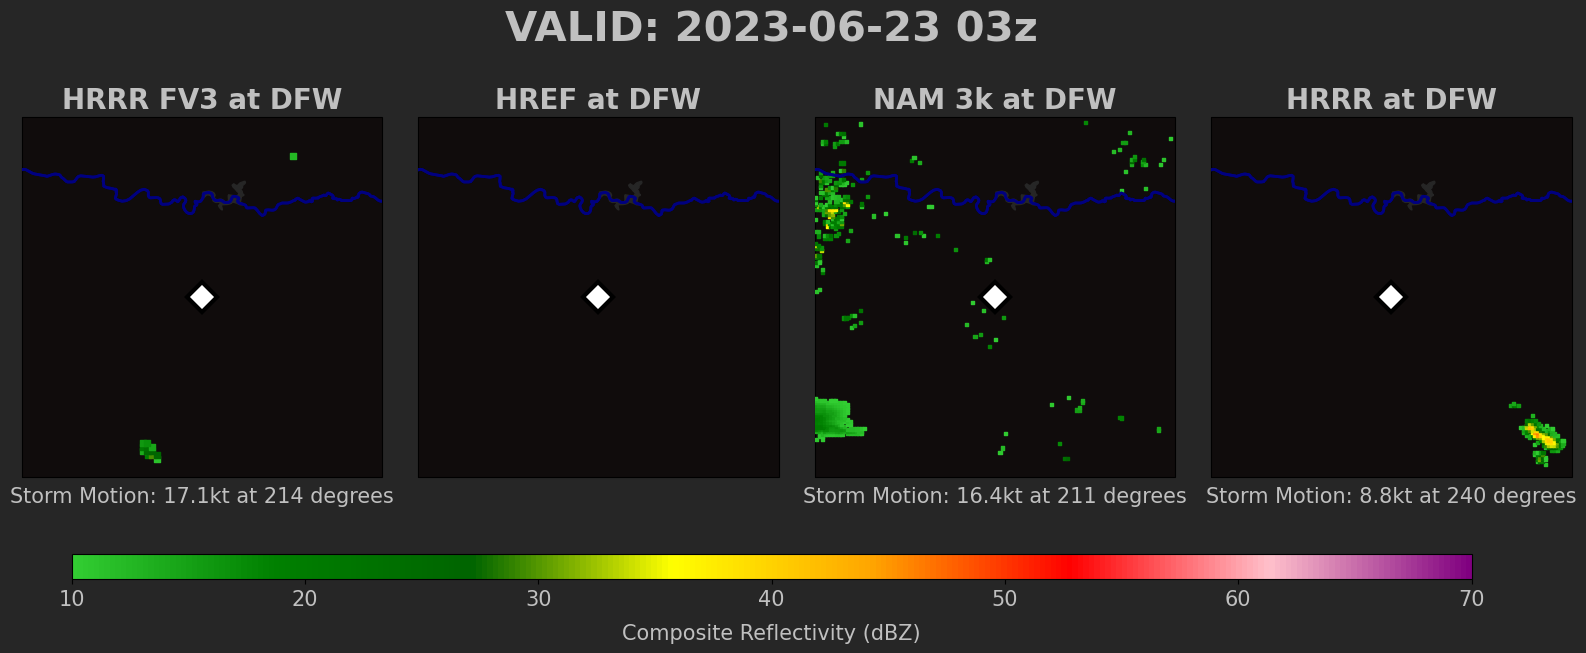 VALID: 2023-06-23 03z
HRRR FV3 at DFW
HREF at DFW
NAM 3k at DFW
HRRR at DFW
Storm Motion: 17.1kt at 214 degrees
Storm Motion: 16.4kt at 211 degrees
Storm Motion: 8.8kt at 240 degrees
10 20 30 40 50 60 70
Composite Reflectivity (dBZ)